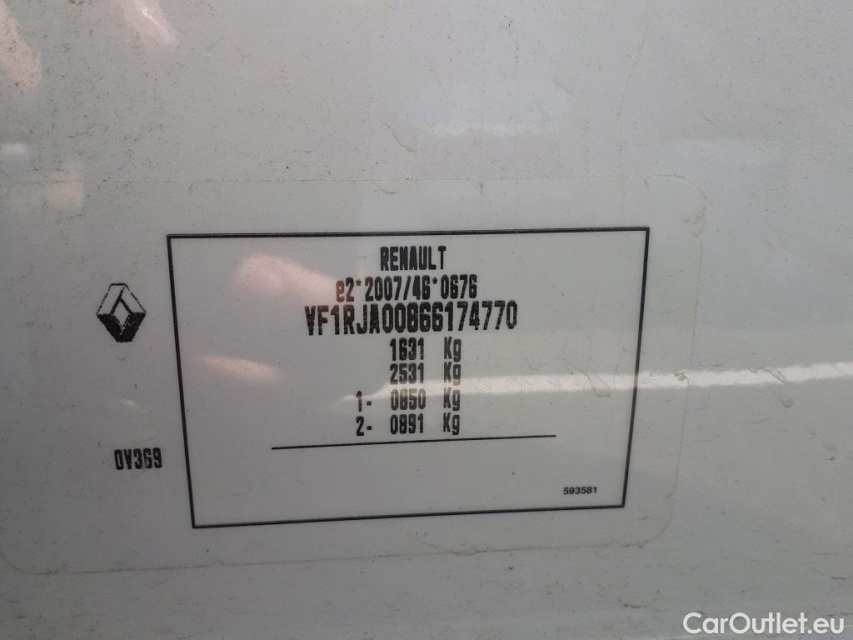 RENAULT
e2*2007/46*0676
VF1RJA00866174770
1631 Kg
2531 Kg
1- 0850 Kg
2- 0891 Kg
0V369
593581
CarOutlet.eu